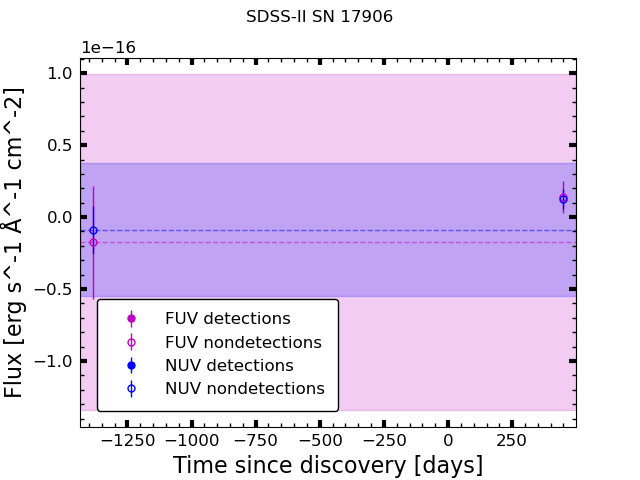 SDSS-II SN 17906
1e−16
1.0
0.5
0.0
−0.5
−1.0
Flux [erg s^-1 Å^-1 cm^-2]
FUV detections
FUV nondetections
NUV detections
NUV nondetections
−1250 −1000 −750 −500 −250 0 250
Time since discovery [days]